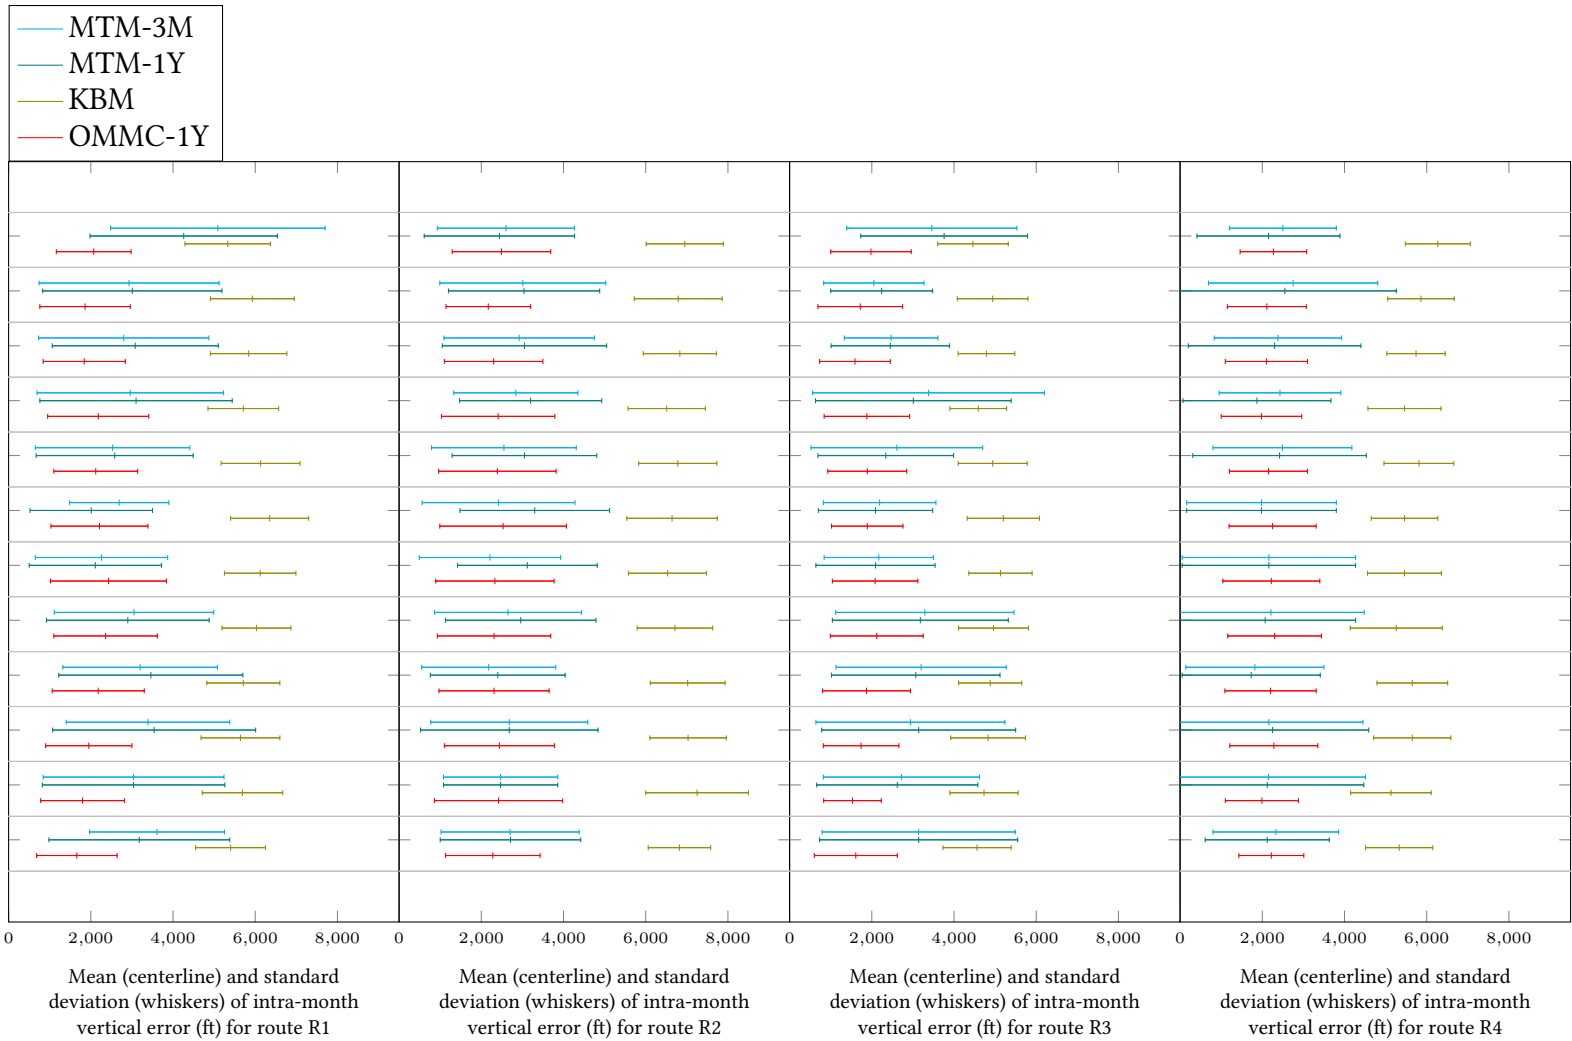 MTM-3M
MTM-1Y
KBM
OMMC-1Y
0 2,000 4,000 6,000 8,000 0 2,000 4,000 6,000 8,000 0 2,000 4,000 6,000 8,000 0 2,000 4,000 6,000 8,000
Mean (centerline) and standard
deviation (whiskers) of intra-month
vertical error (ft) for route R1
Mean (centerline) and standard
deviation (whiskers) of intra-month
vertical error (ft) for route R2
Mean (centerline) and standard
deviation (whiskers) of intra-month
vertical error (ft) for route R3
Mean (centerline) and standard
deviation (whiskers) of intra-month
vertical error (ft) for route R4